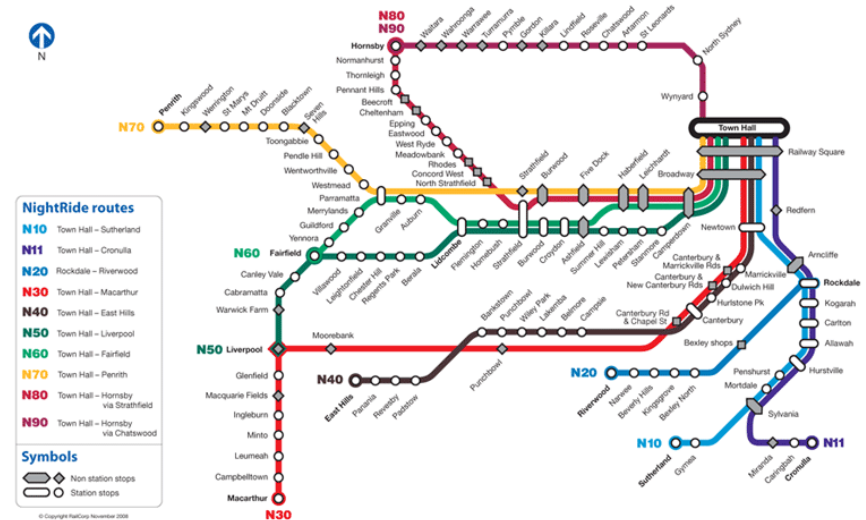 N
N80
N90
Hornsby
Waitara
Wahroonga
Warrawee
Turramurra
Pymble
Gordon
Killara
Lindfield
Roseville
Chatswood
Artarmon
St Leonards
North Sydney
Wynyard
Town Hall
Railway Square
Broadway
Redfern
Normanhurst
Thornleigh
Pennant Hills
Beecroft
Cheltenham
Epping
Eastwood
West Ryde
Meadowbank
Rhodes
Concord West
North Strathfield
N70
Penrith
Kingswood
Werrington
St Marys
Mt Druitt
Doonside
Blacktown
Seven
Hills
Toongabbie
Pendle Hill
Wentworthville
Westmead
Parramatta
Strathfield
Burwood
Five Dock
Haberfield
Leichhardt
Merrylands
Guildford
Yennora
N60
Fairfield
Granville
Auburn
Lidcombe
Flemington
Homebush
Strathfield
Burwood
Croydon
Ashfield
Summer Hill
Lewisham
Petersham
Stanmore
Camperdown
Newtown
Canley Vale
Cabramatta
Warwick Farm
Villawood
Leightonfield
Chester Hill
Regents Park
Berala
N50
Liverpool
Moorebank
Punchbowl
Glenfield
Macquarie Fields
Ingleburn
Minto
Leumeah
Campbelltown
Macarthur
N30
N40
East Hills
Panania
Revesby
Padstow
Bankstown
Punchbowl
Wiley Park
Lakemba
Belmore
Campsie
Canterbury &
Marrickville Rds
Canterbury &
New Canterbury Rds
Canterbury Rd
& Chapel St
Marrickville
Dulwich Hill
Hurlstone Pk
Canterbury
Arncliffe
Rockdale
Kogarah
Carlton
Allawah
Hurstville
Penshurst
Mortdale
Bexley shops
N20
Riverwood
Narwee
Beverly Hills
Kingsgrove
Bexley North
Sylvania
N10
Sutherland
Gymea
Miranda
Caringbah
Cronulla
N11
NightRide routes
N10 Town Hall – Sutherland
N11 Town Hall – Cronulla
N20 Rockdale – Riverwood
N30 Town Hall – Macarthur
N40 Town Hall – East Hills
N50 Town Hall – Liverpool
N60 Town Hall – Fairfield
N70 Town Hall – Penrith
N80 Town Hall – Hornsby
via Strathfield
N90 Town Hall – Hornsby
via Chatswood
Symbols
Non station stops
Station stops
© Copyright RailCorp November 2006